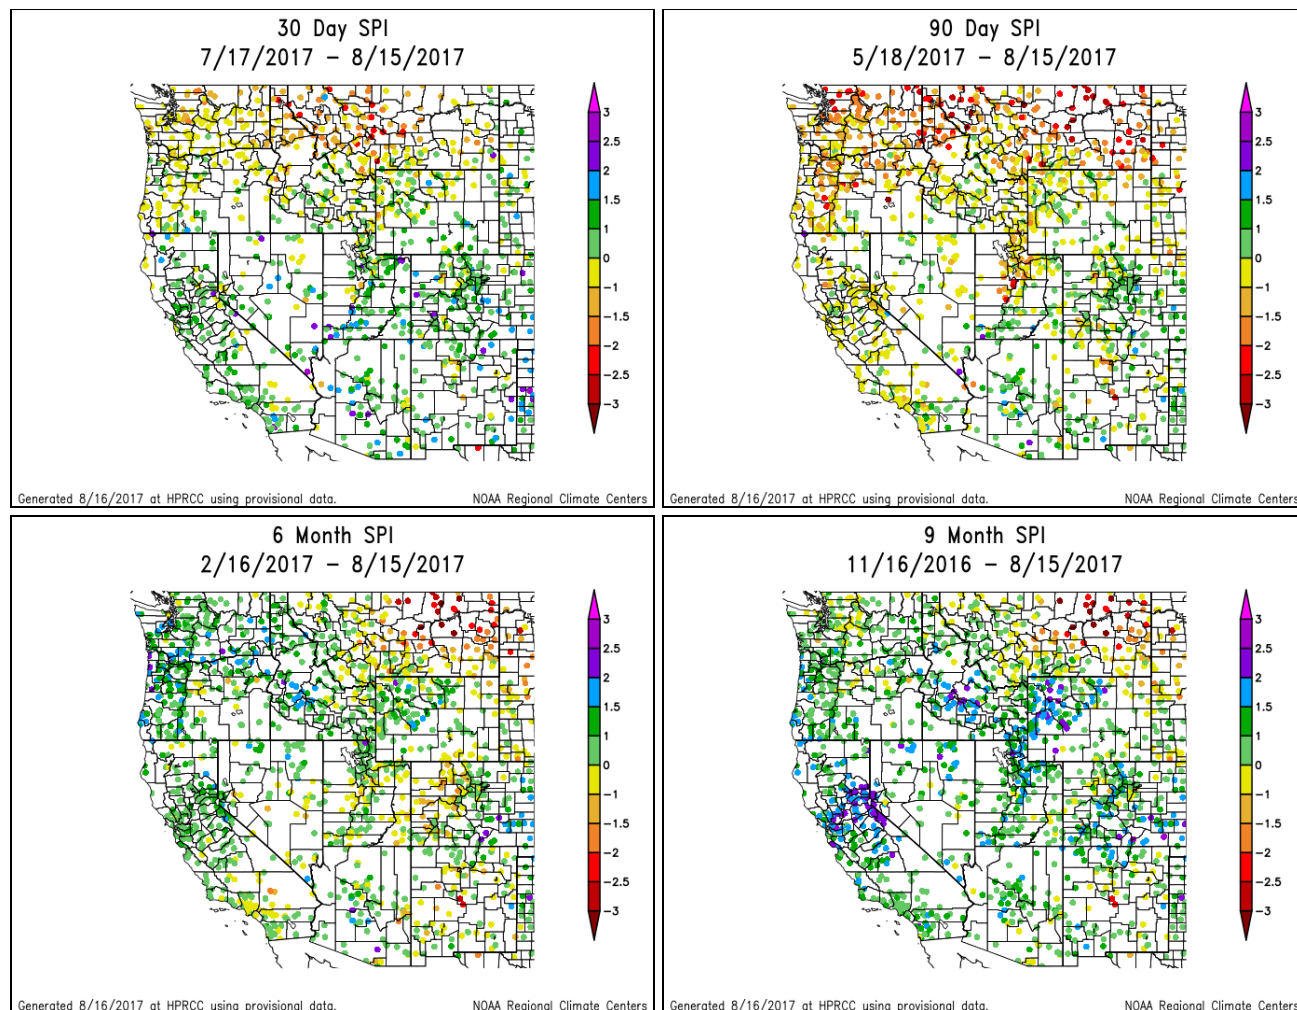 30 Day SPI
7/17/2017 – 8/15/2017
3
2.5
2
1.5
1
0
−1
−1.5
−2
−2.5
−3
Generated 8/16/2017 at HPRCC using provisional data.
NOAA Regional Climate Centers
90 Day SPI
5/18/2017 – 8/15/2017
3
2.5
2
1.5
1
0
−1
−1.5
−2
−2.5
−3
Generated 8/16/2017 at HPRCC using provisional data.
NOAA Regional Climate Centers
6 Month SPI
2/16/2017 – 8/15/2017
3
2.5
2
1.5
1
0
−1
−1.5
−2
−2.5
−3
Generated 8/16/2017 at HPRCC using provisional data.
NOAA Regional Climate Centers
9 Month SPI
11/16/2016 – 8/15/2017
3
2.5
2
1.5
1
0
−1
−1.5
−2
−2.5
−3
Generated 8/16/2017 at HPRCC using provisional data.
NOAA Regional Climate Centers